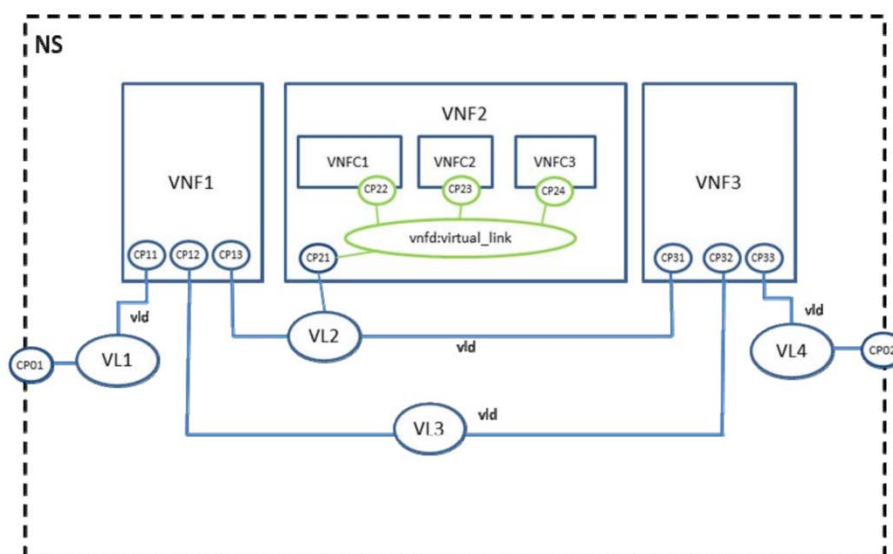 NS
VNF1
VNF2
VNF3
VNFC1
VNFC2
VNFC3
CP22
CP23
CP24
vnfd:virtual_link
CP11
CP12
CP13
CP21
CP31
CP32
CP33
vld
vld
VL2
vld
VL1
VL4
CP01
CP02
vld
VL3